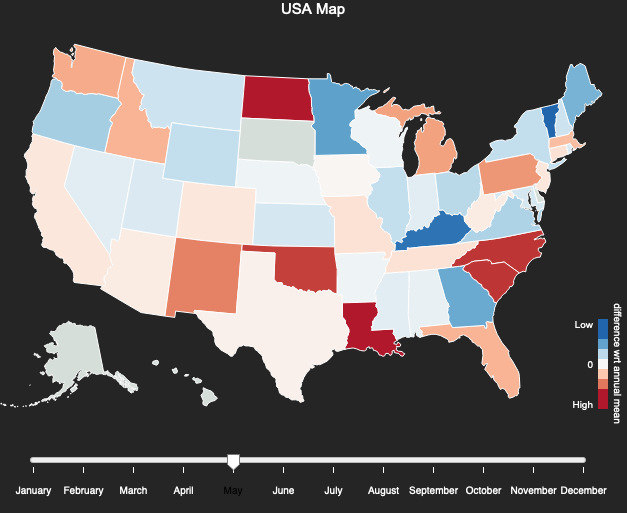 USA Map
Low
0
High
difference wrt annual mean
January February March April May June July August September October November December